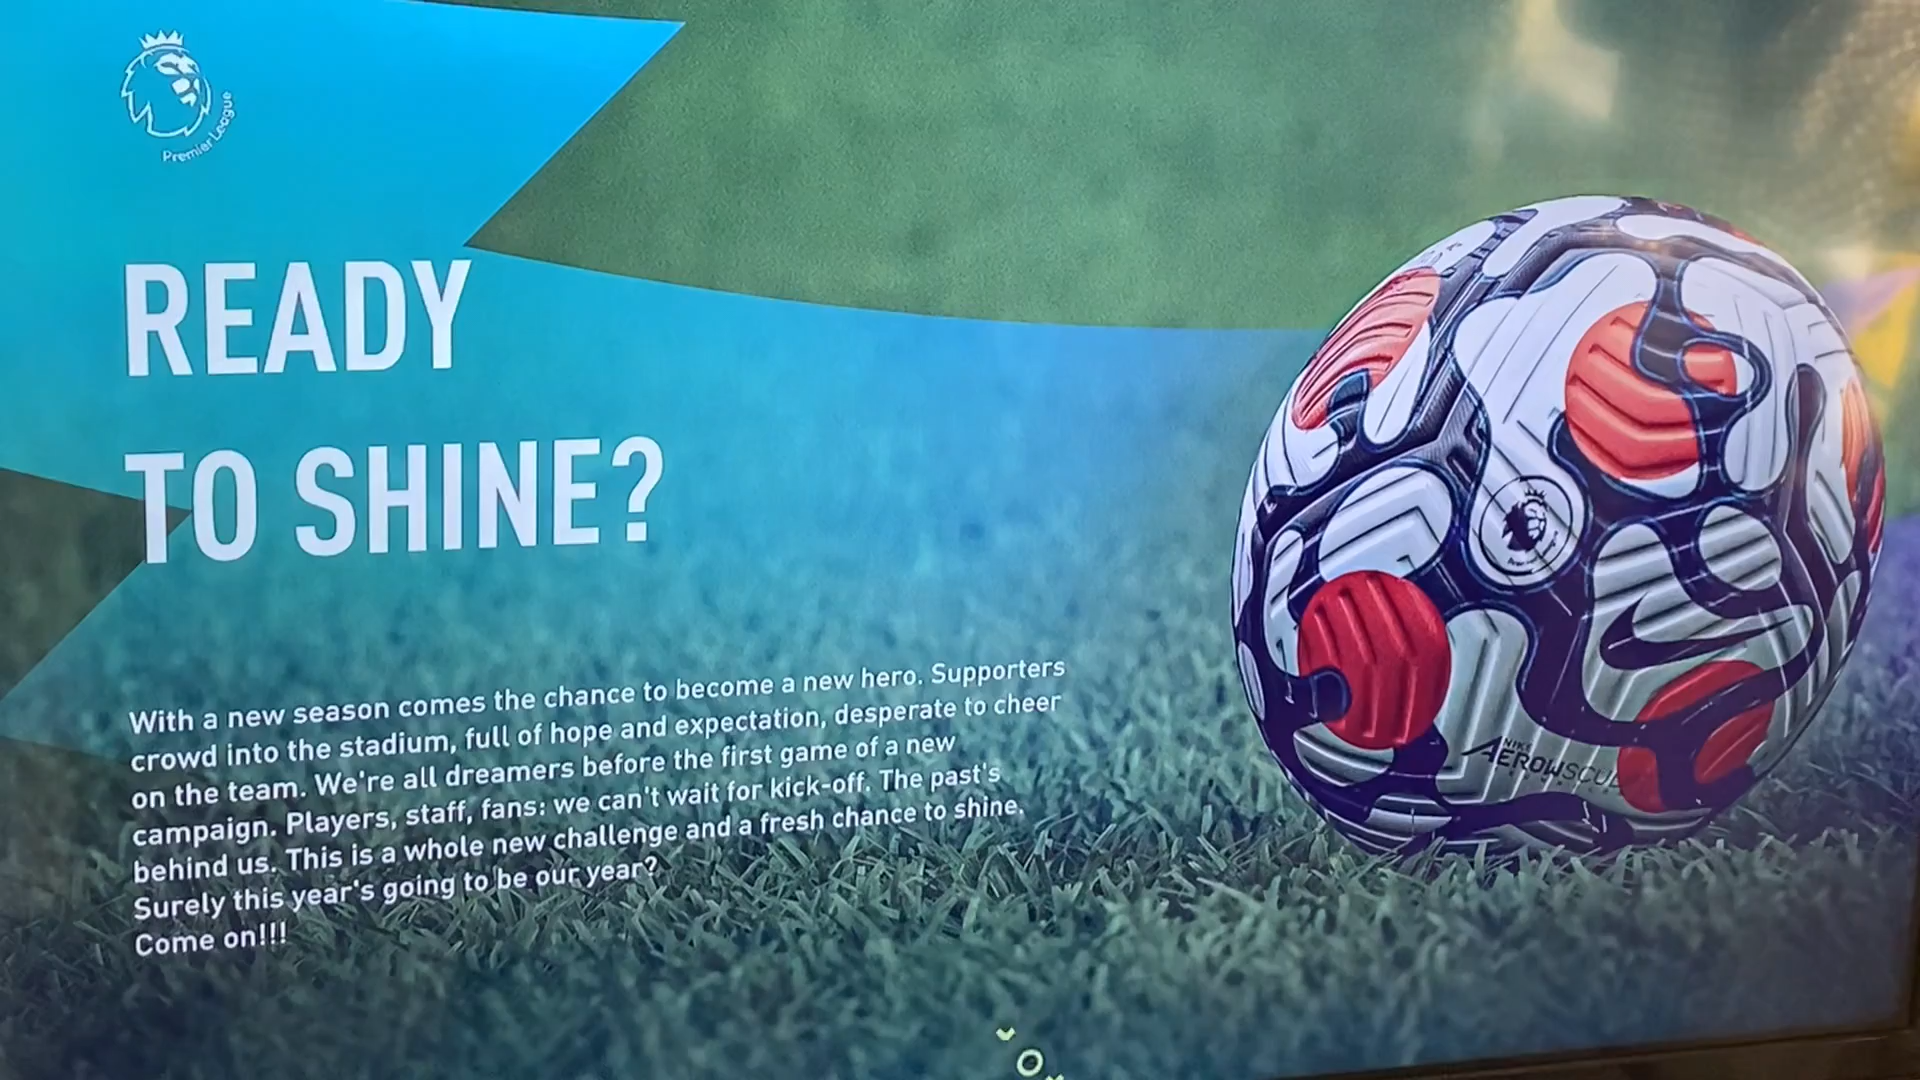 Premier League
READY
TO SHINE?
With a new season comes the chance to become a new hero. Supporters
crowd into the stadium, full of hope and expectation, desperate to cheer
on the team. We're all dreamers before the first game of a new
campaign. Players, staff, fans: we can't wait for kick-off. The past's
behind us. This is a whole new challenge and a fresh chance to shine.
Surely this year's going to be our year?
Come on!!!
NIKE
AEROWSCUL